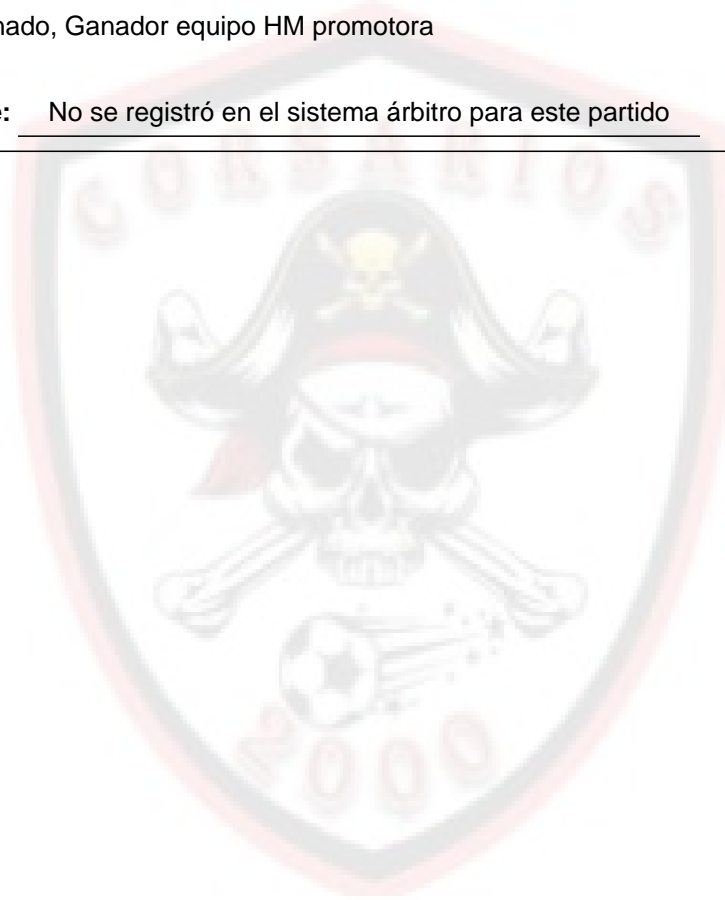 nado, Ganador equipo HM promotora
: No se registró en el sistema árbitro para este partido
CORSARIOS
2000